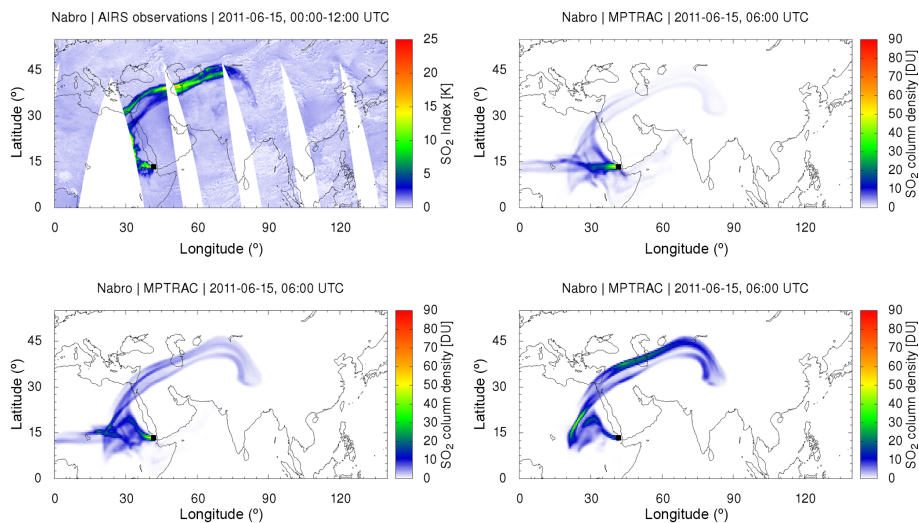 Nabro | AIRS observations | 2011-06-15, 00:00-12:00 UTC
45
30
15
0
Latitude (º)
0 30 60 90 120
Longitude (º)
25
20
15
10
5
0
SO₂ Index [K]
Nabro | MPTRAC | 2011-06-15, 06:00 UTC
45
30
15
0
Latitude (º)
0 30 60 90 120
Longitude (º)
90
80
70
60
50
40
30
20
10
0
SO₂ column density [DU]
Nabro | MPTRAC | 2011-06-15, 06:00 UTC
45
30
15
0
Latitude (º)
0 30 60 90 120
Longitude (º)
90
80
70
60
50
40
30
20
10
0
SO₂ column density [DU]
Nabro | MPTRAC | 2011-06-15, 06:00 UTC
45
30
15
0
Latitude (º)
0 30 60 90 120
Longitude (º)
90
80
70
60
50
40
30
20
10
0
SO₂ column density [DU]